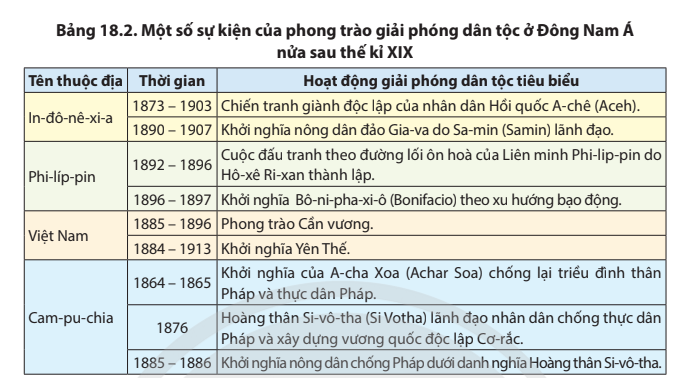 Bảng 18.2. Một số sự kiện của phong trào giải phóng dân tộc ở Đông Nam Á
nửa sau thế kỉ XIX
Tên thuộc địa Thời gian Hoạt động giải phóng dân tộc tiêu biểu
In-đô-nê-xi-a
1873 – 1903 Chiến tranh giành độc lập của nhân dân Hồi quốc A-chê (Aceh).
1890 – 1907 Khởi nghĩa nông dân đảo Gia-va do Sa-min (Samin) lãnh đạo.
Phi-líp-pin
1892 – 1896
Cuộc đấu tranh theo đường lối ôn hoà của Liên minh Phi-lip-pin do
Hô-xê Ri-xan thành lập.
1896 – 1897 Khởi nghĩa Bô-ni-pha-xi-ô (Bonifacio) theo xu hướng bạo động.
Việt Nam
1885 – 1896 Phong trào Cần vương.
1884 – 1913 Khởi nghĩa Yên Thế.
Cam-pu-chia
1864 – 1865
Khởi nghĩa của A-cha Xoa (Achar Soa) chống lại triều đình thân
Pháp và thực dân Pháp.
1876
Hoàng thân Si-vô-tha (Si Votha) lãnh đạo nhân dân chống thực dân
Pháp và xây dựng vương quốc độc lập Cơ-rắc.
1885 – 1886 Khởi nghĩa nông dân chống Pháp dưới danh nghĩa Hoàng thân Si-vô-tha.